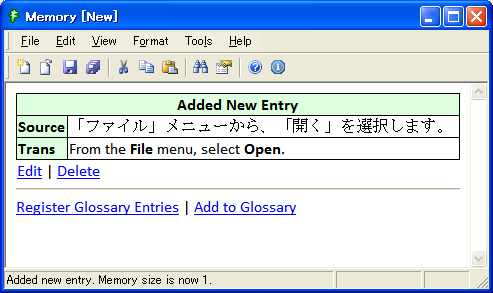 Memory [New]
File Edit View Format Tools Help
Added New Entry
Source 「ファイル」メニューから、「開く」を選択します。
Trans From the File menu, select Open.
Edit | Delete
Register Glossary Entries | Add to Glossary
Added new entry. Memory size is now 1.